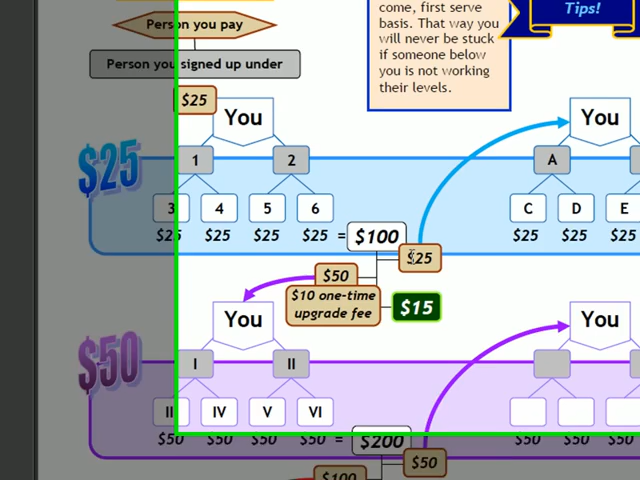 Person you pay
Person you signed up under
come, first serve
basis. That way you
will never be stuck
if someone below
you is not working
their levels.
Tips!
$25
You
You
$25
1
2
A
3
4
5
6
C
D
E
$25
$25
$25
$25
=
$100
$25
$25
$25
$25
$50
$10 one-time
upgrade fee
$15
You
You
$50
I
II
IV
V
VI
$50
$50
$50
$50
=
$200
$50
$50
$50
$50
$100